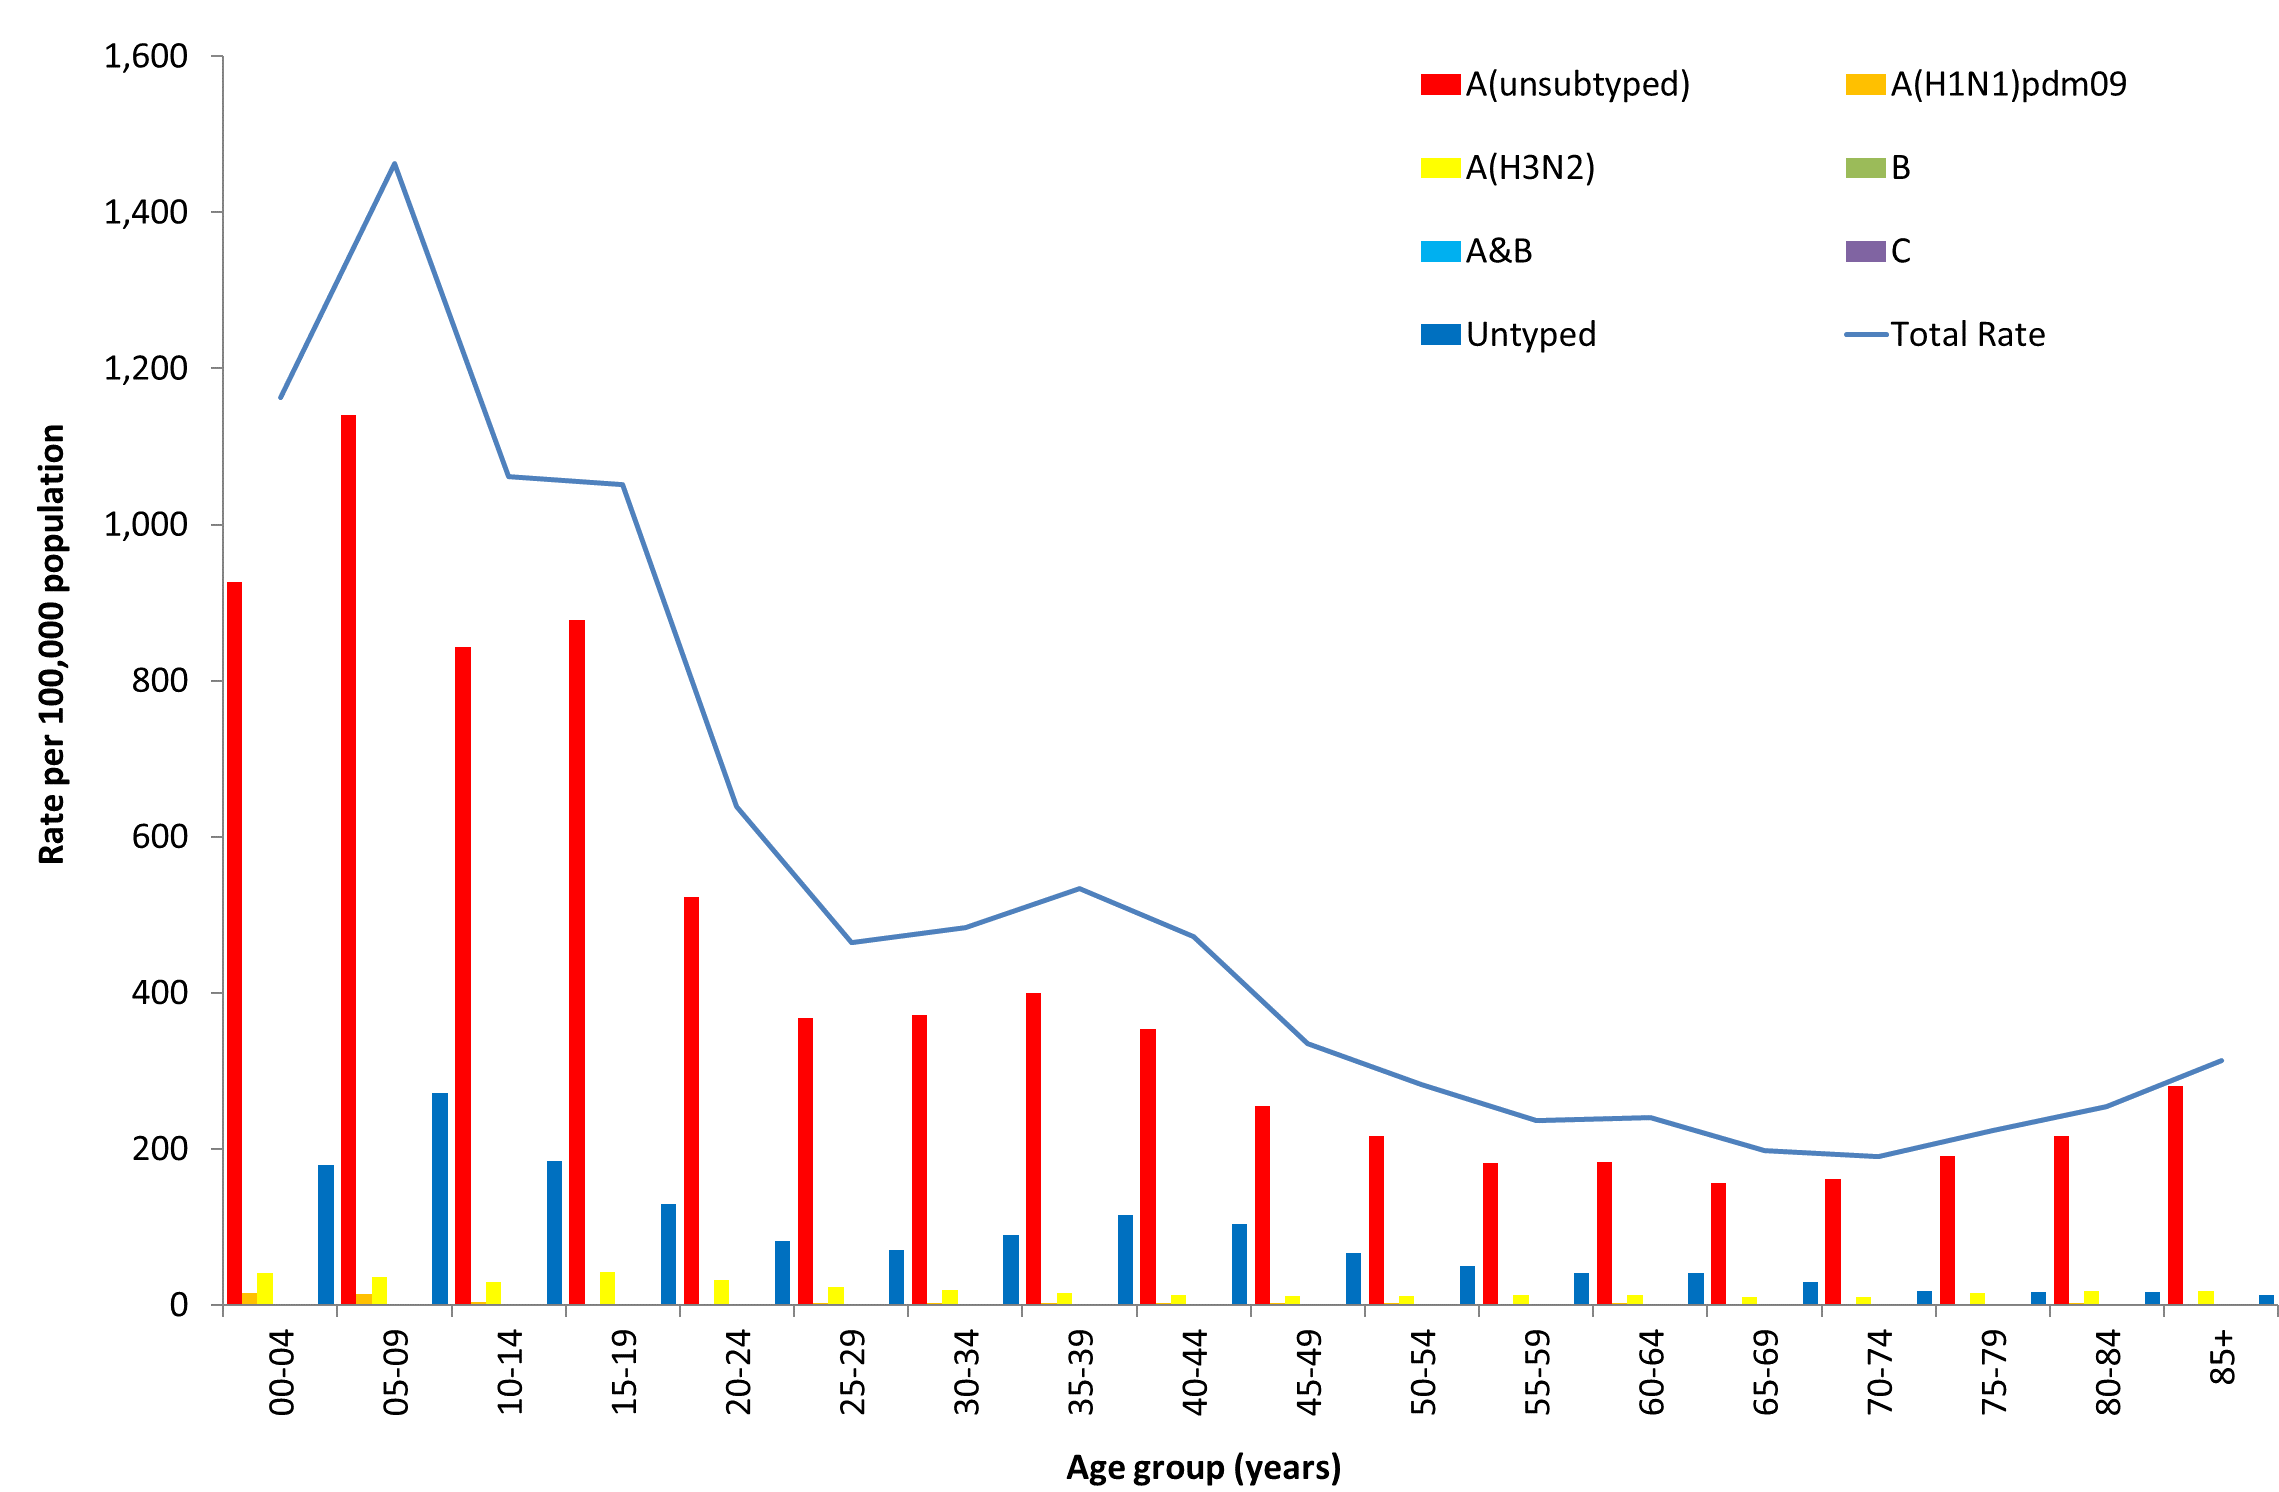 1,600
1,400
1,200
1,000
800
600
400
200
0
Rate per 100,000 population
A(unsubtyped)
A(H1N1)pdm09
A(H3N2)
B
A&B
C
Untyped
Total Rate
00-04
05-09
10-14
15-19
20-24
25-29
30-34
35-39
40-44
45-49
50-54
55-59
60-64
65-69
70-74
75-79
80-84
85+
Age group (years)